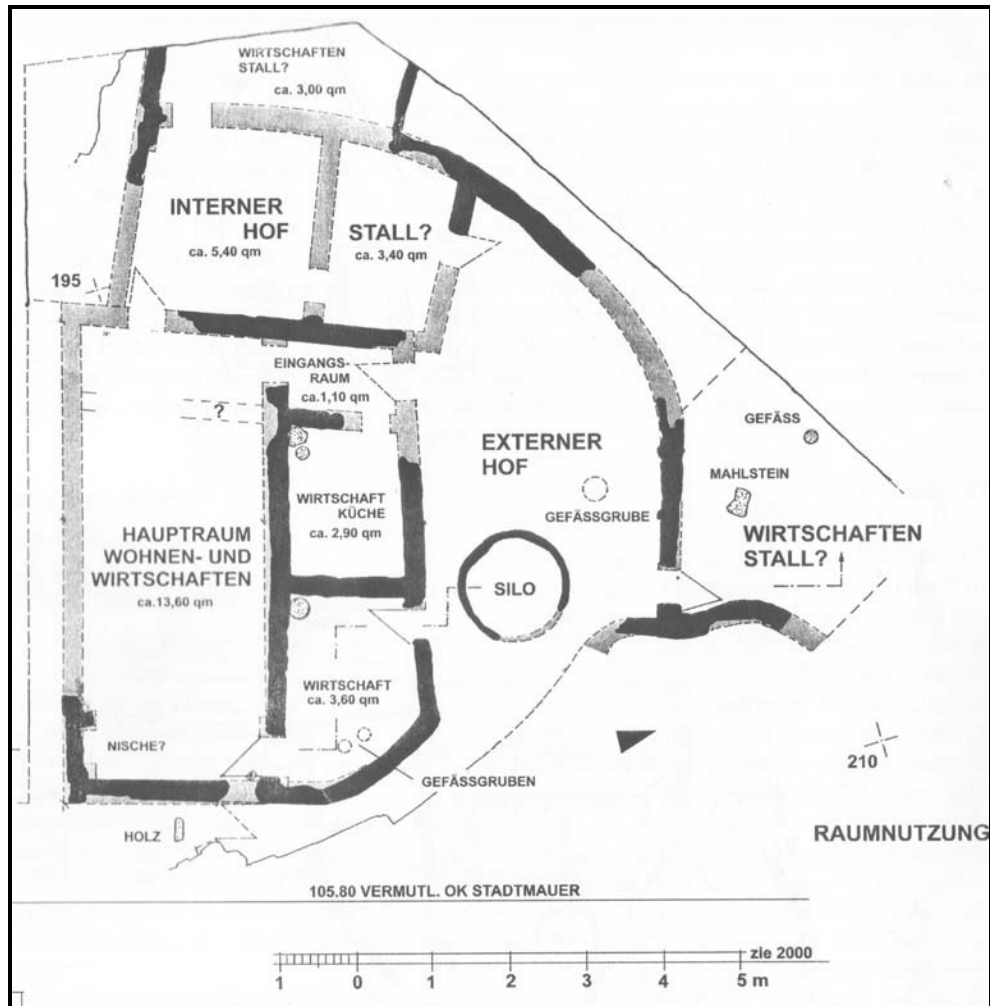 WIRTSCHAFTEN
STALL?
ca. 3,00 qm
INTERNER
HOF
ca. 5,40 qm
STALL?
ca. 3,40 qm
195
EINGANGS-
RAUM
ca.1,10 qm
?
EXTERNER
HOF
GEFÄSS
MAHLSTEIN
WIRTSCHAFT
KÜCHE
ca. 2,90 qm
GEFÄSSGRUBE
HAUPTRAUM
WOHNEN- UND
WIRTSCHAFTEN
ca.13,60 qm
WIRTSCHAFTEN
STALL?
SILO
WIRTSCHAFT
ca. 3,60 qm
NISCHE?
GEFÄSSGRUBEN
210
HOLZ
RAUMNUTZUNG
105.80 VERMUTL. OK STADTMAUER
zie 2000
1 0 1 2 3 4 5 m